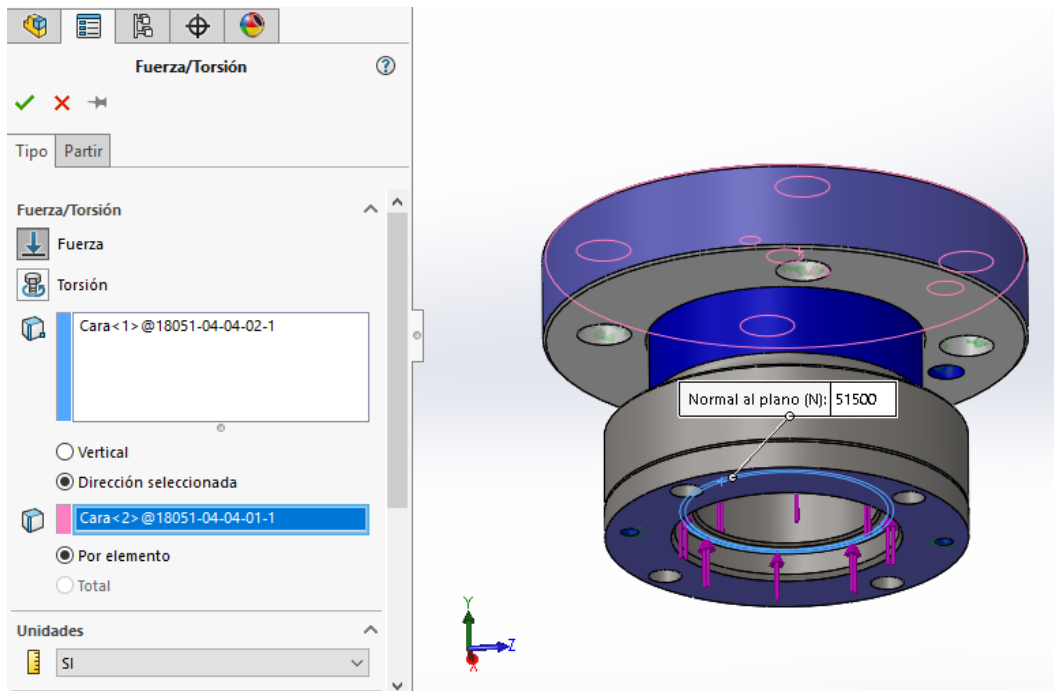 Fuerza/Torsión
Tipo Partir
Fuerza/Torsión
Fuerza
Torsión
Cara<1>@18051-04-04-02-1
Vertical
Dirección seleccionada
Cara<2>@18051-04-04-01-1
Por elemento
Total
Unidades
SI
Normal al plano (N): 51500
Y
Z
X